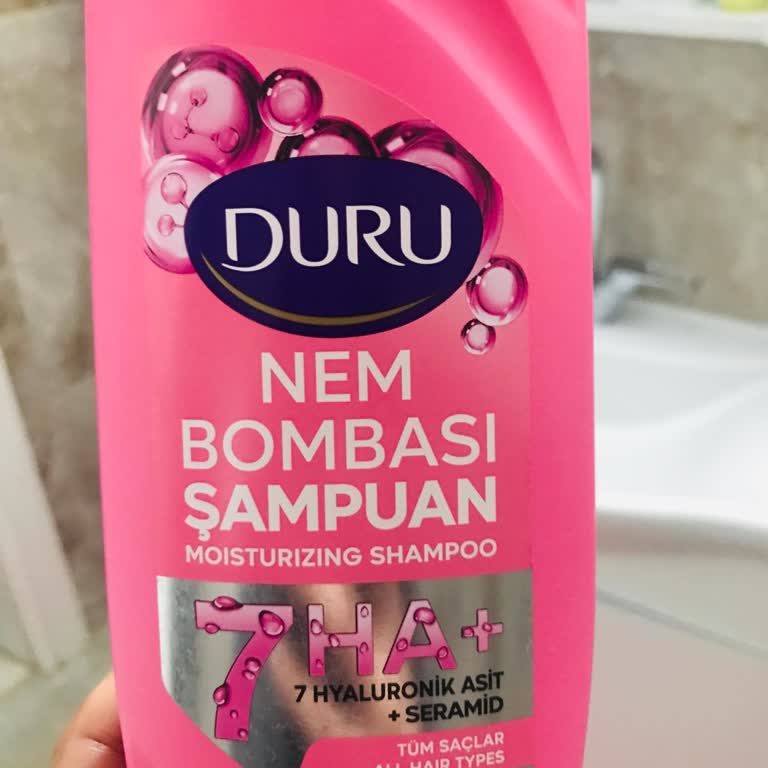 DURU
NEM
BOMBASI
ŞAMPUAN
MOISTURIZING SHAMPOO
7HA+
7 HYALURONİK ASİT
+ SERAMİD
TÜM SAÇLAR
ALL HAIR TYPES